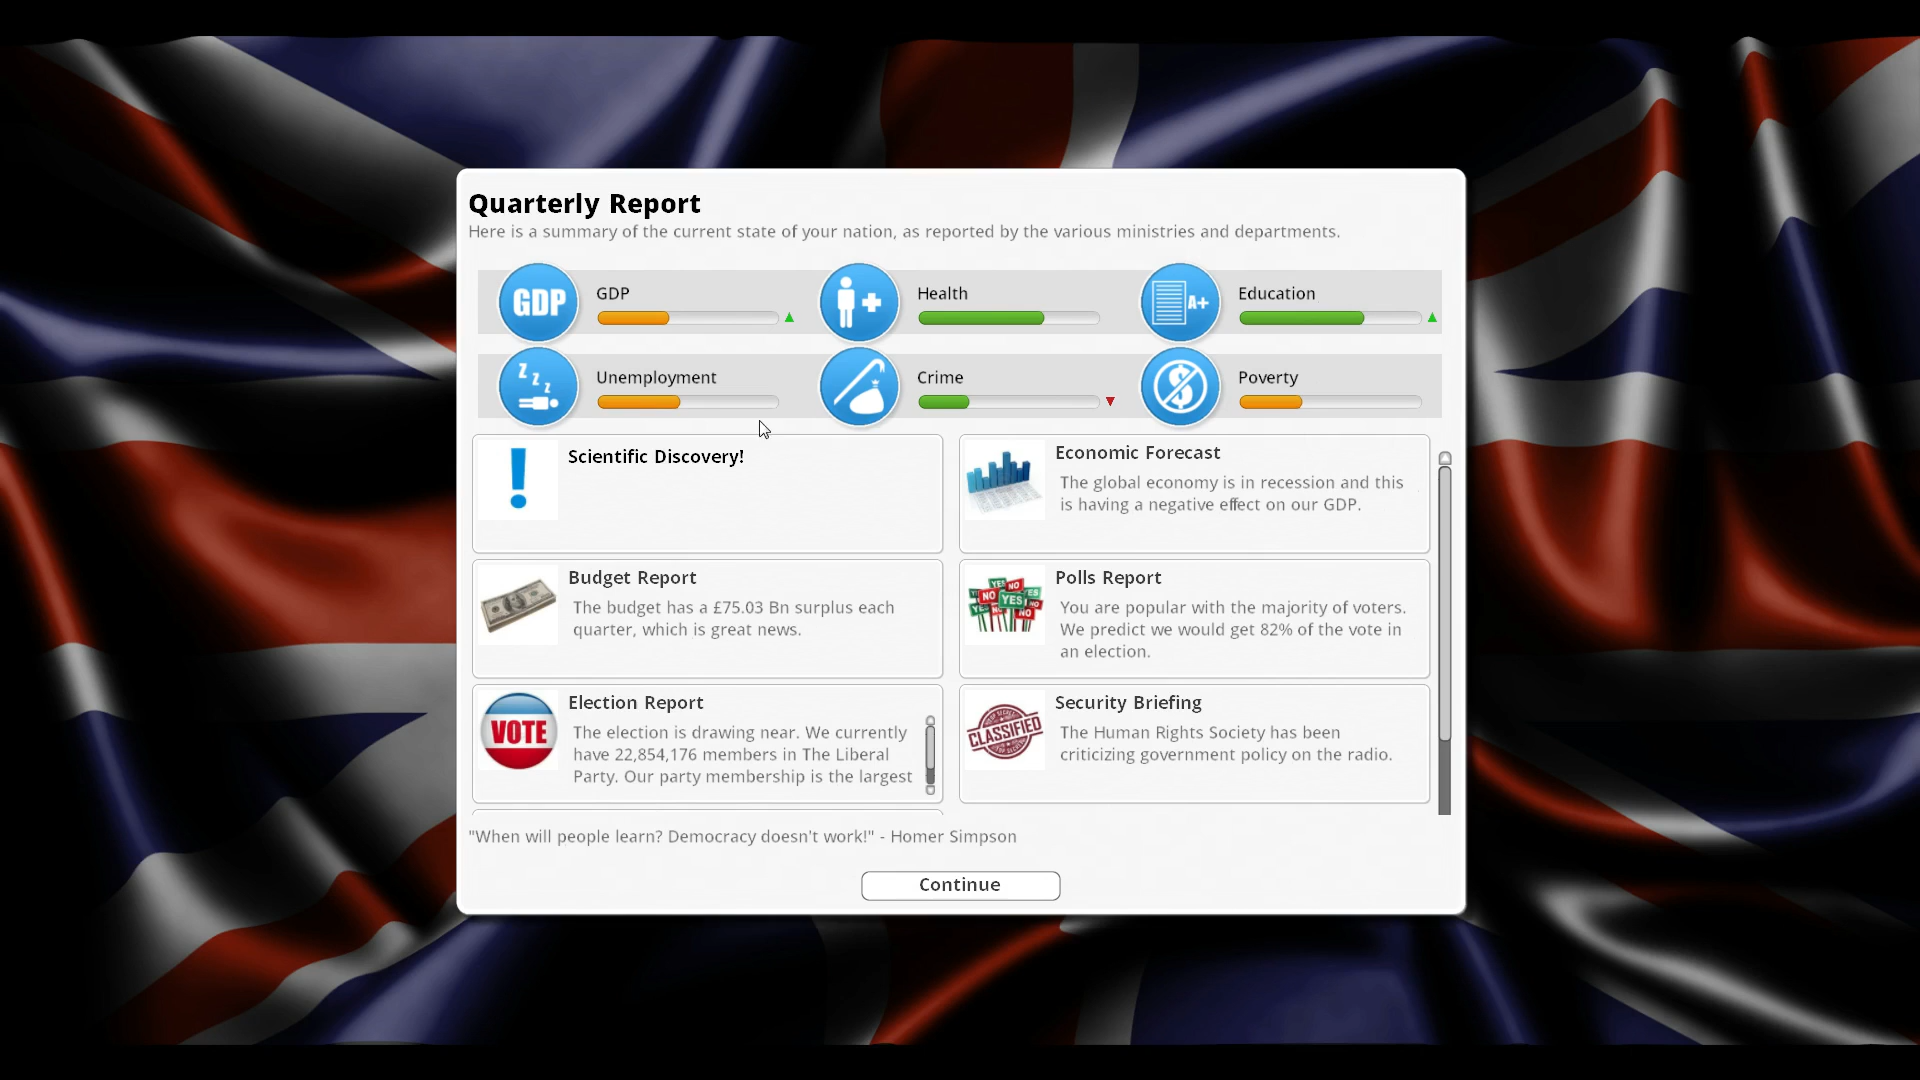 Quarterly Report
Here is a summary of the current state of your nation, as reported by the various ministries and departments.
GDP
GDP
Health
A+
Education
Z Z Z
Unemployment
Crime
$
Poverty
Scientific Discovery!
Economic Forecast
The global economy is in recession and this
is having a negative effect on our GDP.
Budget Report
The budget has a £75.03 Bn surplus each
quarter, which is great news.
YES NO
NO YES
NO
Polls Report
You are popular with the majority of voters.
We predict we would get 82% of the vote in
an election.
VOTE
Election Report
The election is drawing near. We currently
have 22,854,176 members in The Liberal
Party. Our party membership is the largest
CLASSIFIED
Security Briefing
The Human Rights Society has been
criticizing government policy on the radio.
"When will people learn? Democracy doesn't work!" - Homer Simpson
Continue